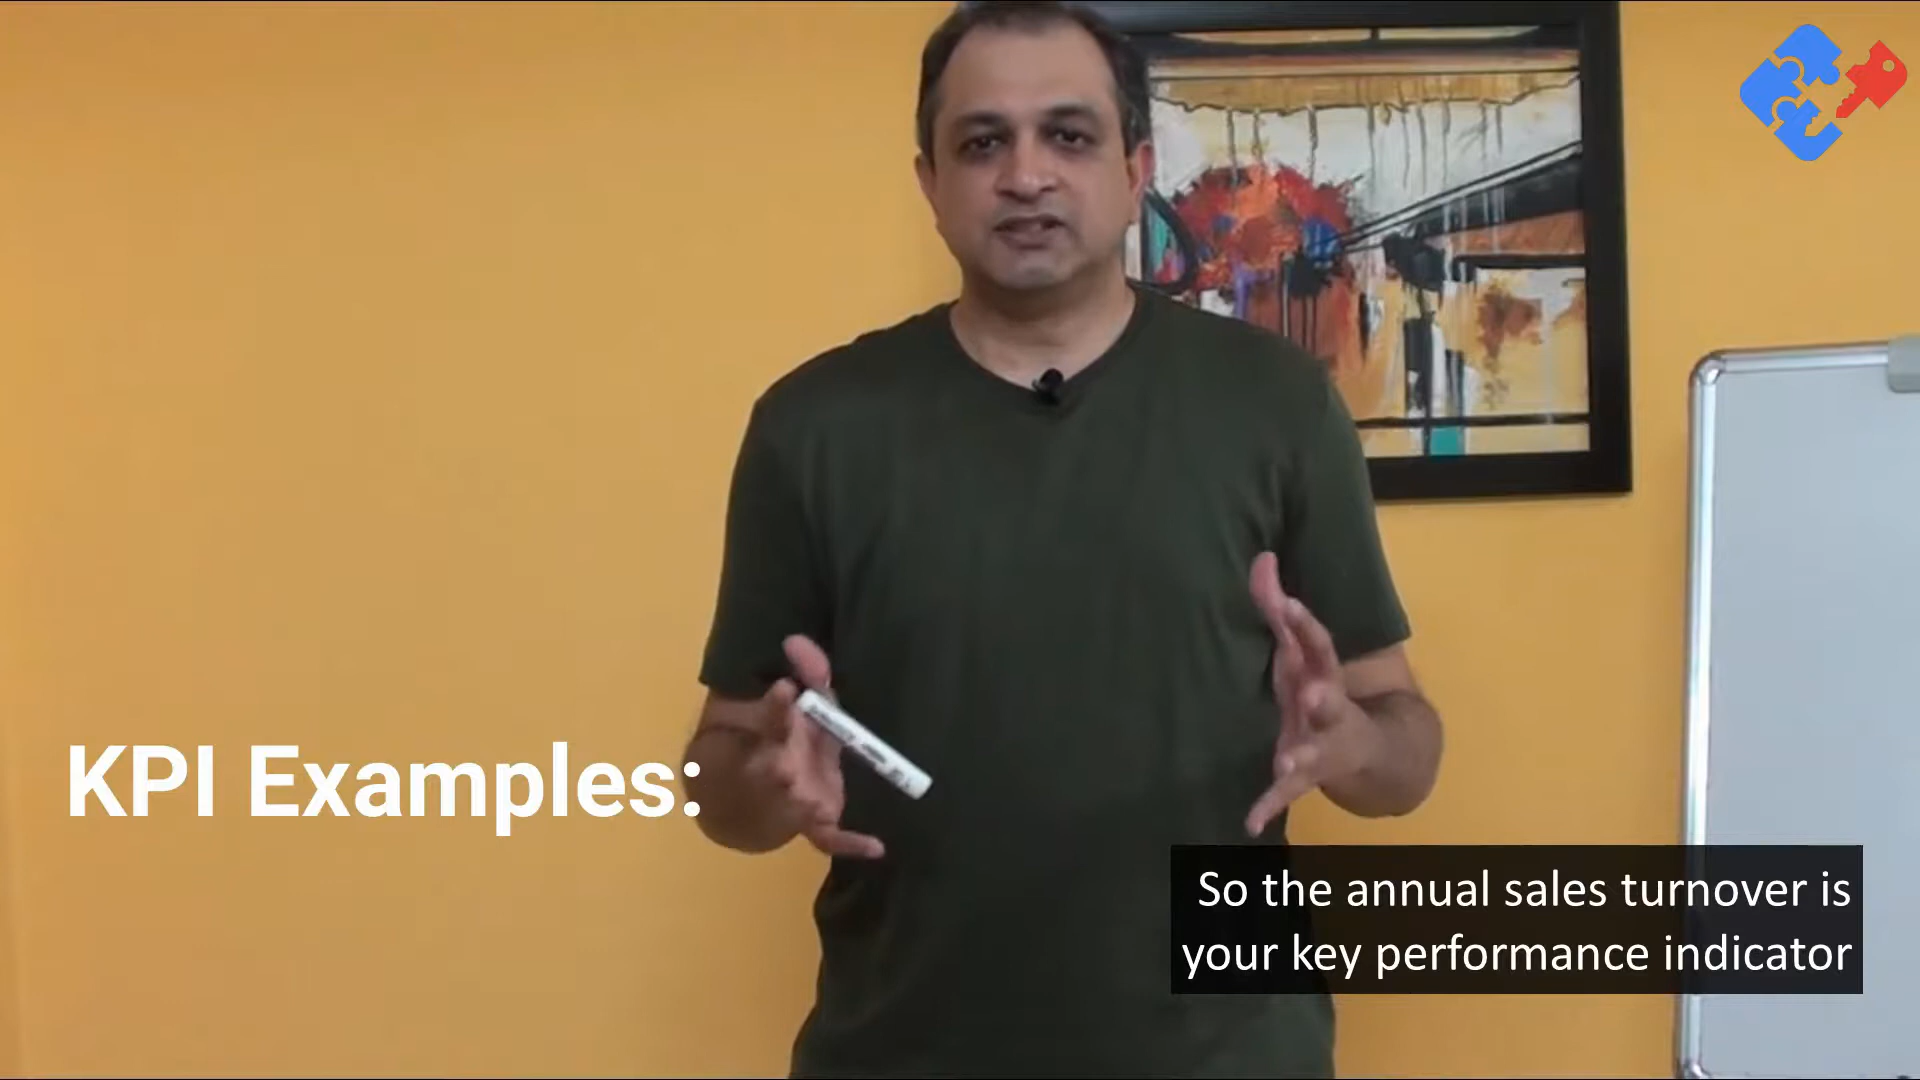 KPI Examples:
So the annual sales turnover is
your key performance indicator